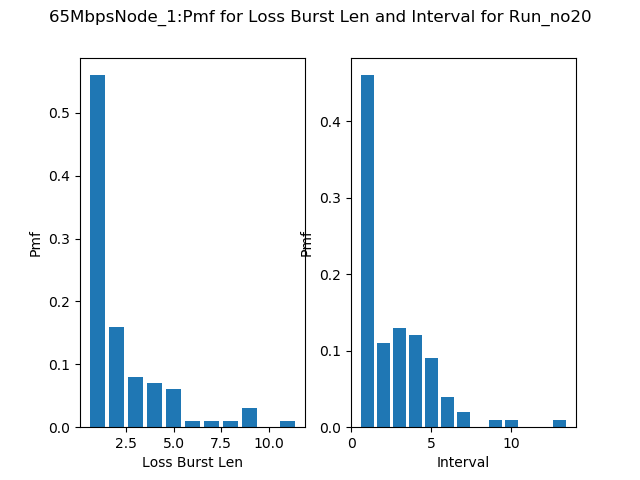 65MbpsNode_1:Pmf for Loss Burst Len and Interval for Run_no20
Pmf
0.5
0.4
0.3
0.2
0.1
0.0
2.5 5.0 7.5 10.0
Loss Burst Len
Pmf
0.4
0.3
0.2
0.1
0.0
0 5 10
Interval